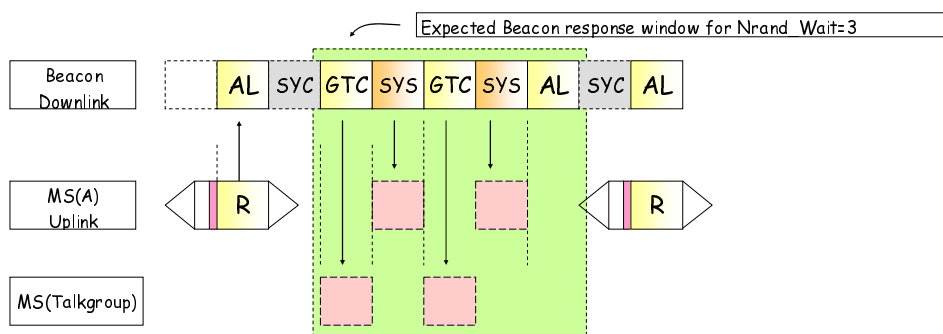 Expected Beacon response window for Nrand_Wait=3
Beacon
Downlink
AL SYC GTC SYS GTC SYS AL SYC AL
MS(A)
Uplink
R R
MS(Talkgroup)